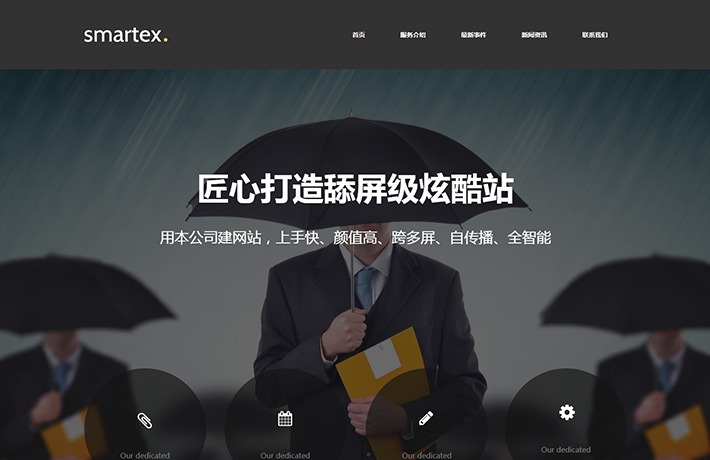 smartex.
首页 服务介绍 最新事件 新闻资讯 联系我们
匠心打造舔屏级炫酷站
用本公司建网站，上手快、颜值高、跨多屏、自传播、全智能
Our dedicated Our dedicated Our dedicated Our dedicated